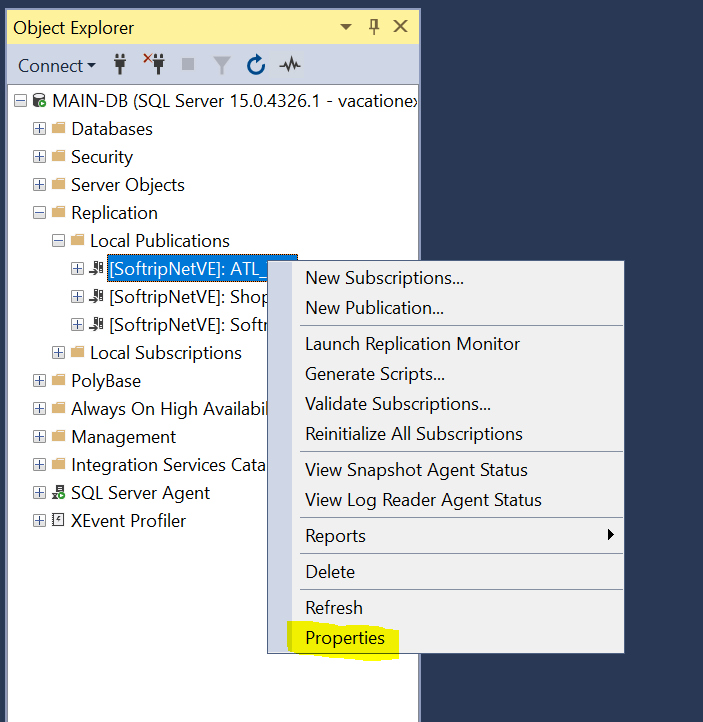 Object Explorer
Connect
MAIN-DB (SQL Server 15.0.4326.1 - vacationex
Databases
Security
Server Objects
Replication
Local Publications
[SoftripNetVE]: ATL_
[SoftripNetVE]: Shop
[SoftripNetVE]: Softr
Local Subscriptions
PolyBase
Always On High Availabil
Management
Integration Services Cata
SQL Server Agent
XEvent Profiler
New Subscriptions...
New Publication...
Launch Replication Monitor
Generate Scripts...
Validate Subscriptions...
Reinitialize All Subscriptions
View Snapshot Agent Status
View Log Reader Agent Status
Reports
Delete
Refresh
Properties